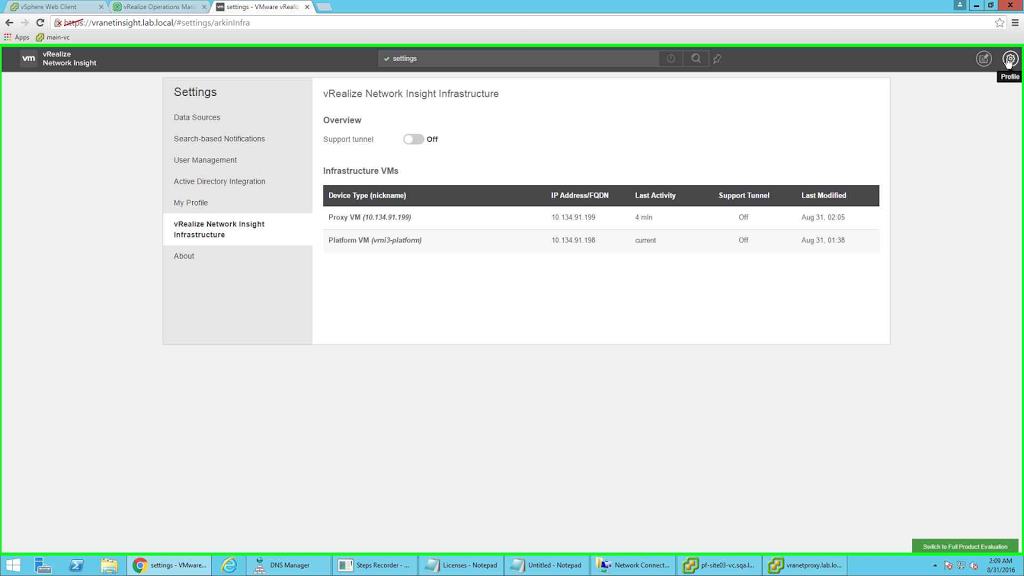 vSphere Web Client
vRealize Operations Man
settings - VMware vRealiz
https://vranetinsight.lab.local/#settings/arkinInfra
Apps
main-vc
vm
vRealize
Network Insight
settings
Profile
Settings
Data Sources
Search-based Notifications
User Management
Active Directory Integration
My Profile
vRealize Network Insight
Infrastructure
About
vRealize Network Insight Infrastructure
Overview
Support tunnel Off
Infrastructure VMs
Device Type (nickname) IP Address/FQDN Last Activity Support Tunnel Last Modified
Proxy VM (10.134.91.199) 10.134.91.199 4 min Off Aug 31, 02:05
Platform VM (vrni3-platform) 10.134.91.198 current Off Aug 31, 01:38
Switch to Full Product Evaluation
settings - VMware...
DNS Manager
Steps Recorder - ...
Licenses - Notepad
Untitled - Notepad
Network Connect...
pf-site03-vc.sqa.l...
vranetproxy.lab.lo...
2:09 AM
8/31/2016